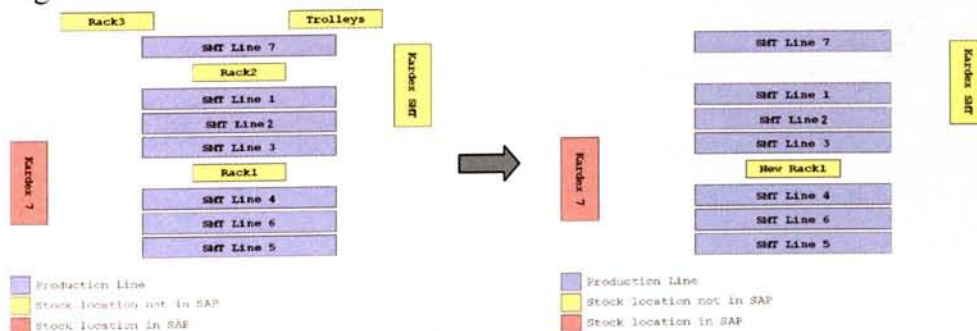 Rack3
Trolleys
SMT Line 7
Rack2
SMT Line 1
SMT Line 2
SMT Line 3
Rack1
SMT Line 4
SMT Line 6
SMT Line 5
Kardex SMT
Kardex 7
Production Line
Stock location not in SAP
Stock location in SAP
SMT Line 7
SMT Line 1
SMT Line 2
SMT Line 3
New Rack1
SMT Line 4
SMT Line 6
SMT Line 5
Kardex SMT
Kardex 7
Production Line
Stock location not in SAP
Stock location in SAP